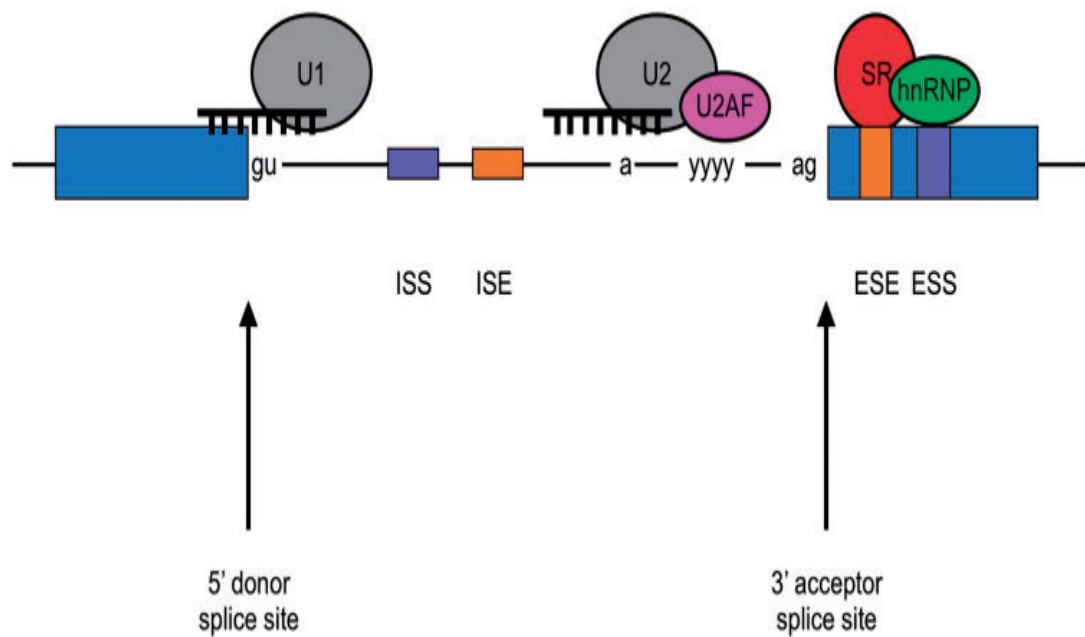 U1
U2
U2AF
SR
hnRNP
gu
a
yyyy
ag
ISS
ISE
ESE
ESS
5’ donor
splice site
3’ acceptor
splice site